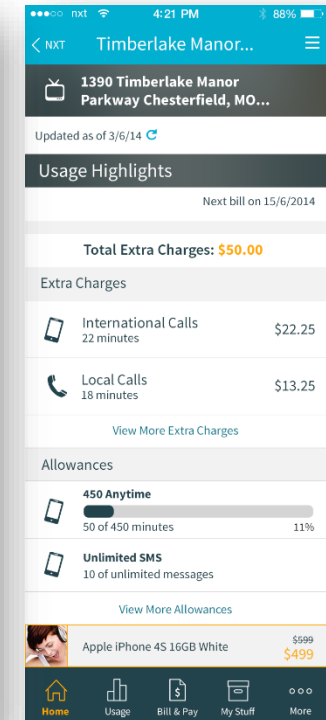 nxt 4:21 PM 88%
NXT Timberlake Manor...
1390 Timberlake Manor
Parkway Chesterfield, MO...
Updated as of 3/6/14
Usage Highlights
Next bill on 15/6/2014
Total Extra Charges: $50.00
Extra Charges
International Calls
22 minutes
$22.25
Local Calls
18 minutes
$13.25
View More Extra Charges
Allowances
450 Anytime
50 of 450 minutes 11%
Unlimited SMS
10 of unlimited messages
View More Allowances
Apple iPhone 4S 16GB White
$599
$499
Home Usage Bill & Pay My Stuff More